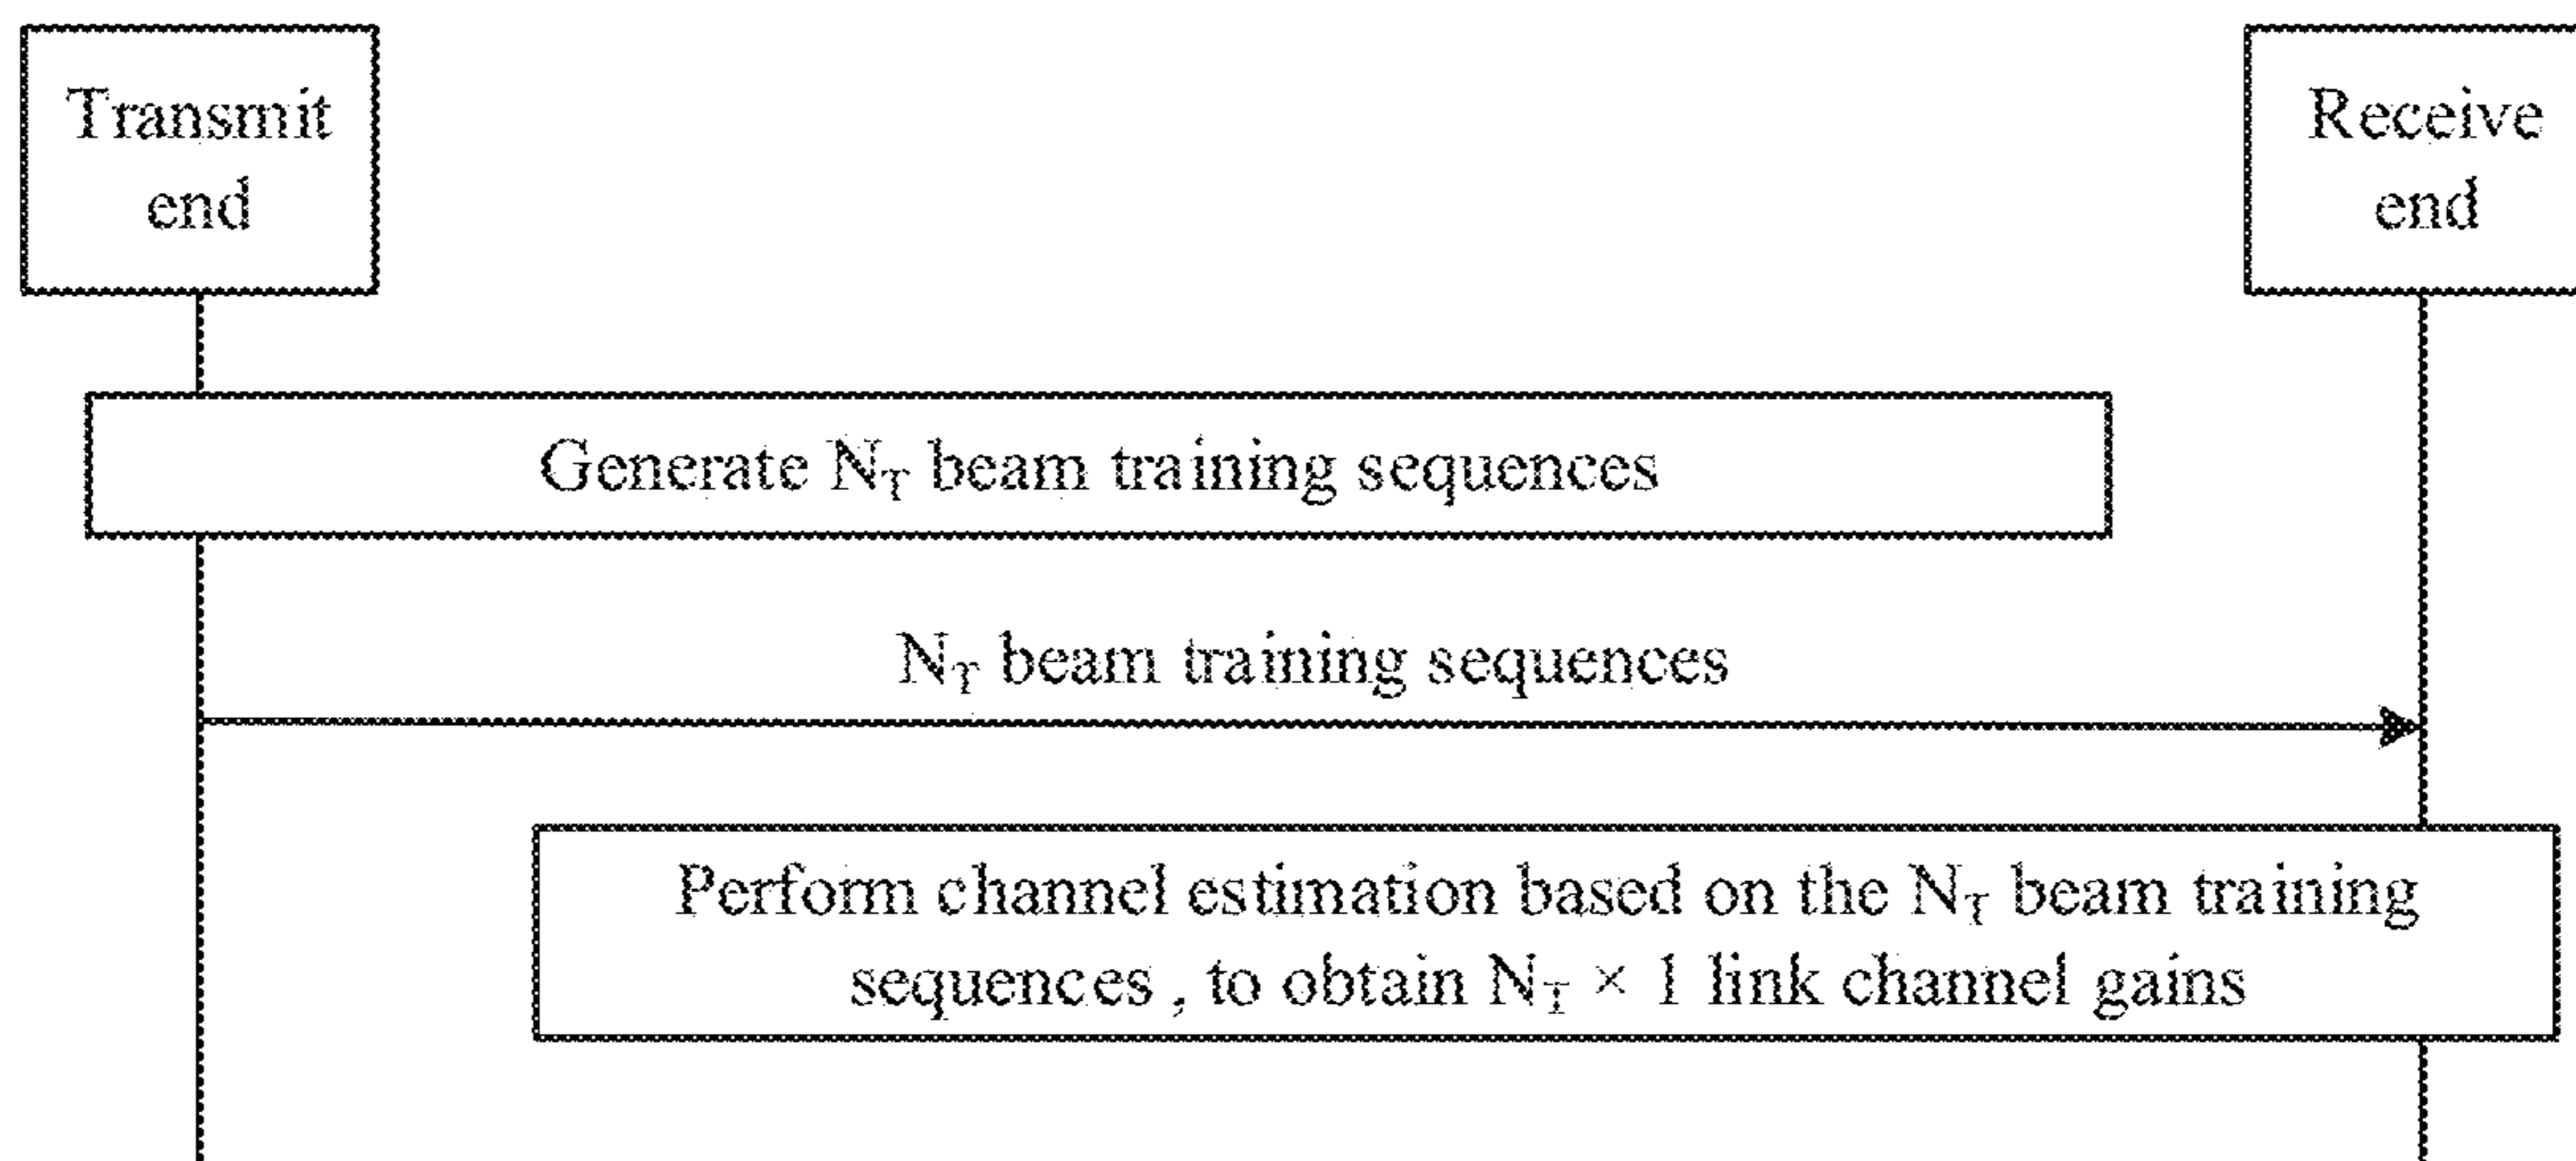 Transmit
end
Receive
end
Generate N_T beam training sequences
N_T beam training sequences
Perform channel estimation based on the N_T beam training
sequences , to obtain N_T × 1 link channel gains